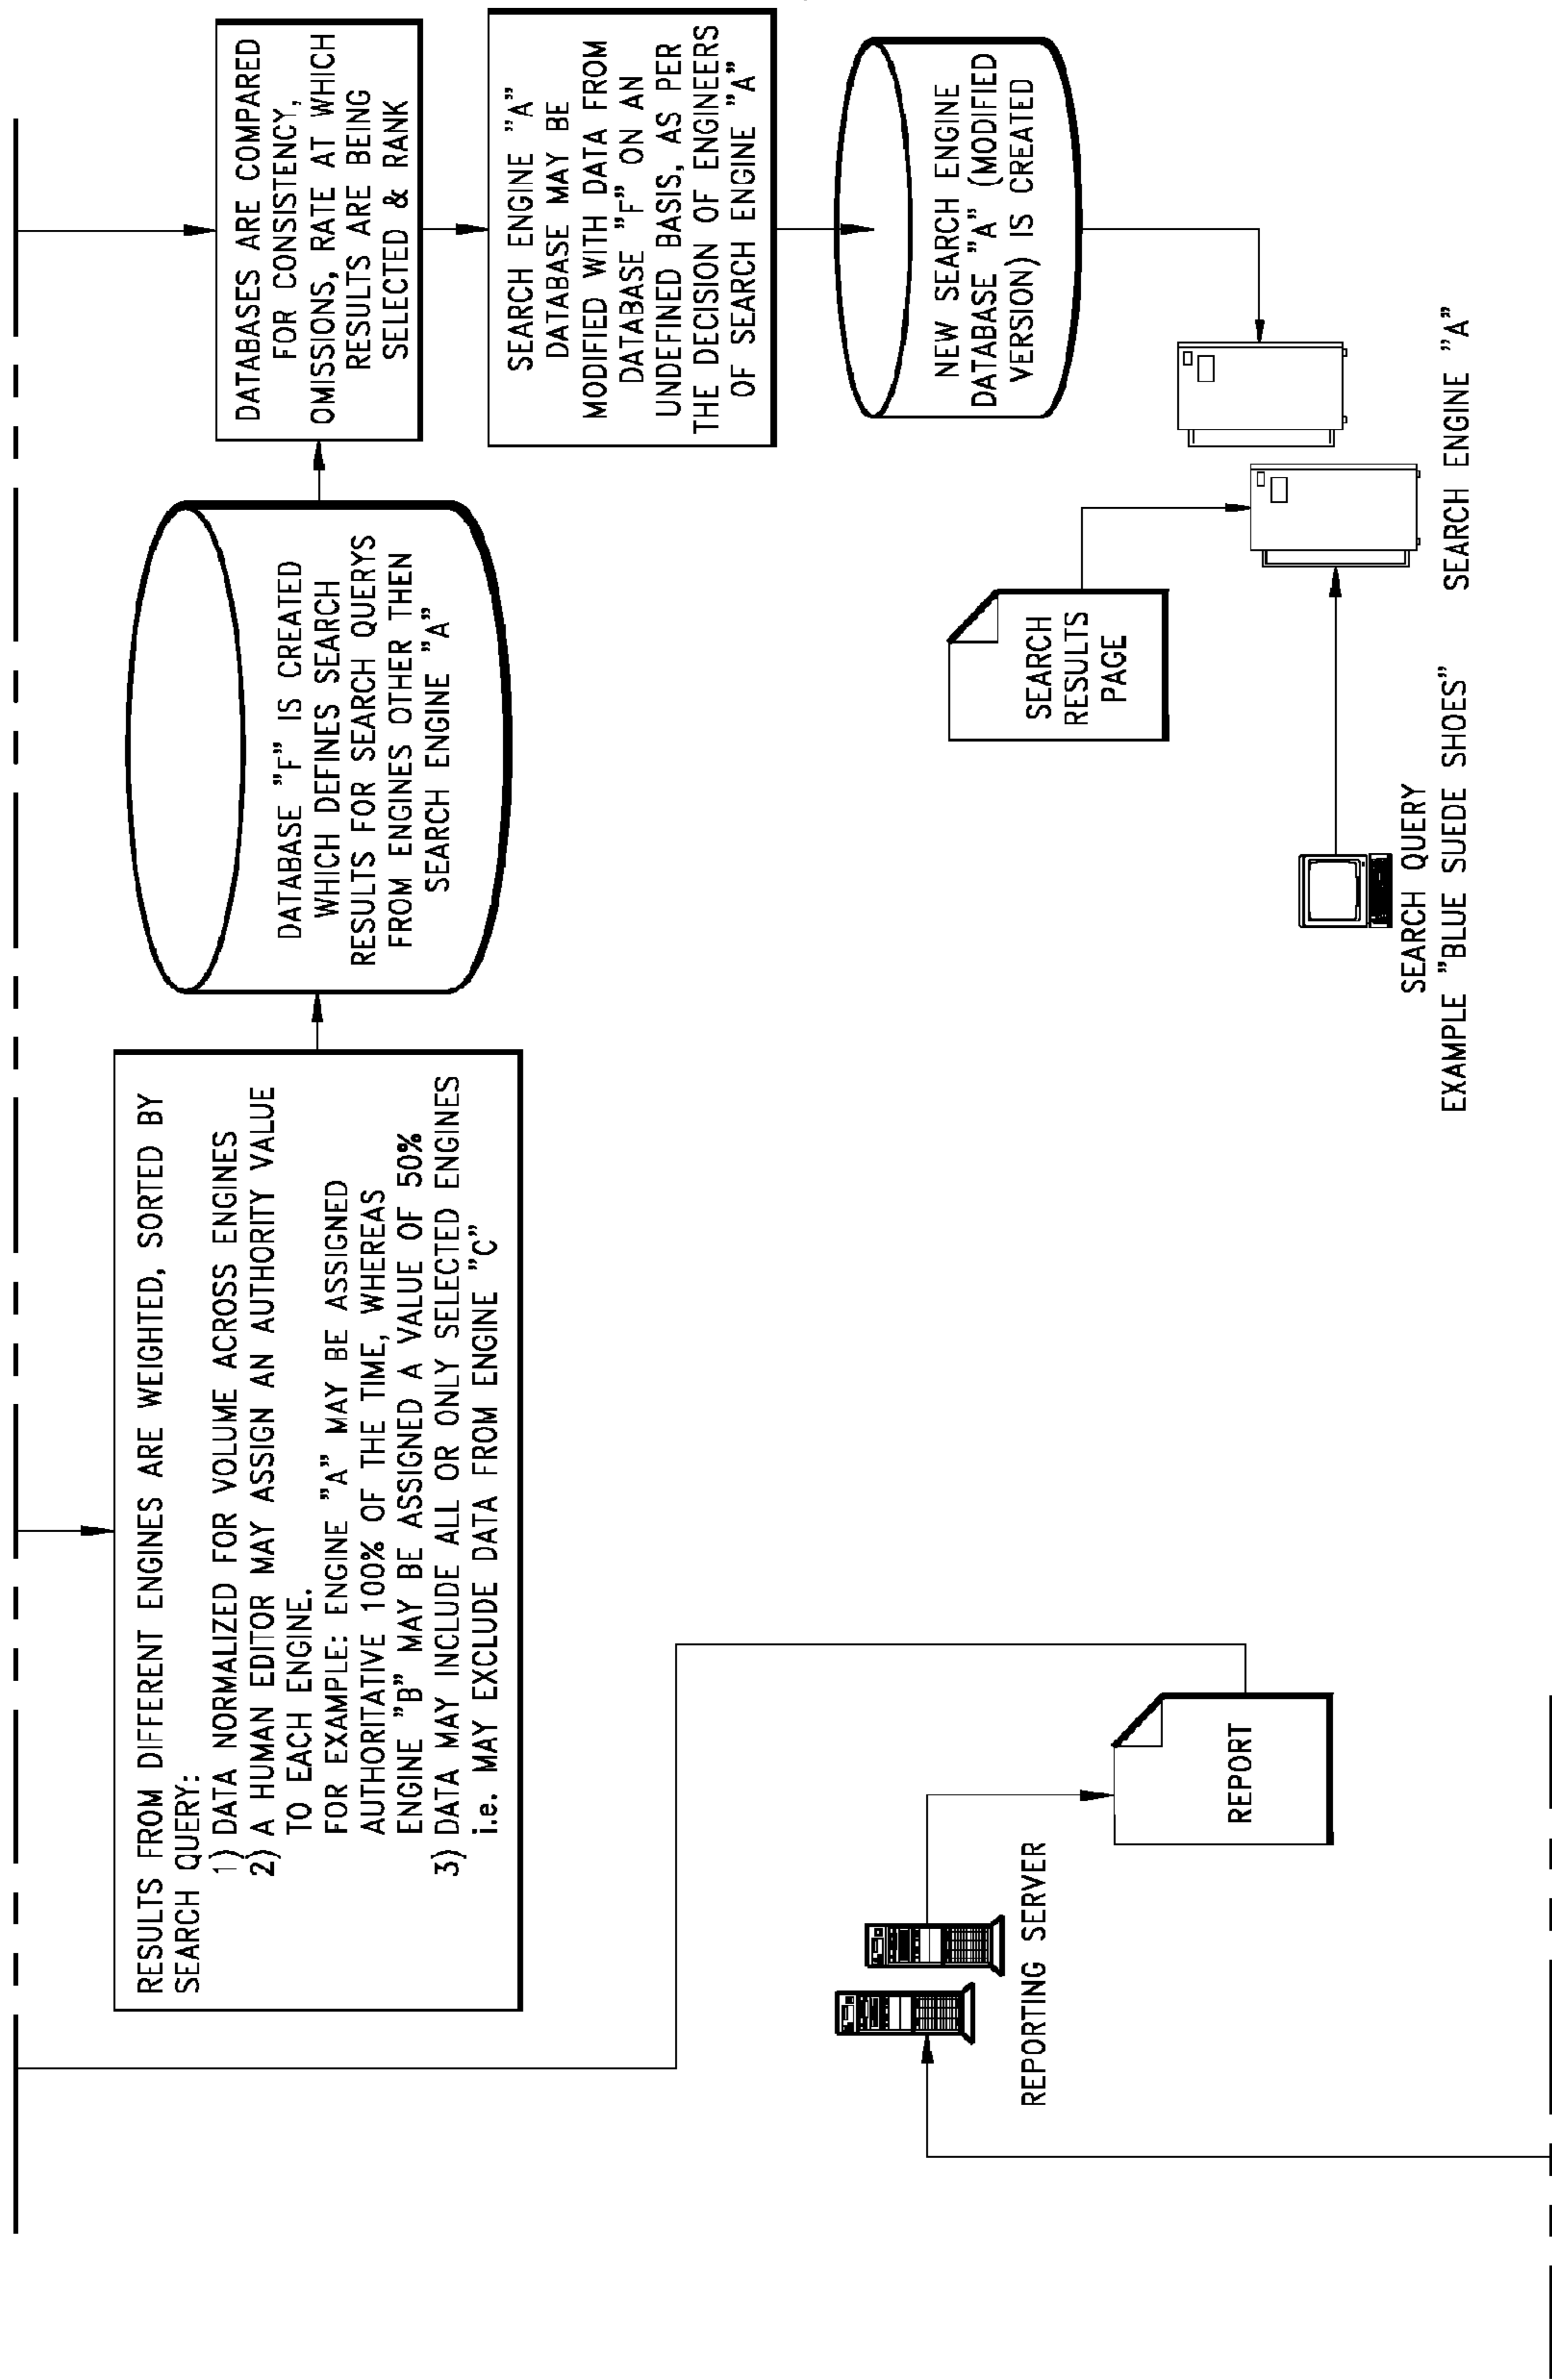 RESULTS FROM DIFFERENT ENGINES ARE WEIGHTED, SORTED BY
SEARCH QUERY:
1) DATA NORMALIZED FOR VOLUME ACROSS ENGINES
2) A HUMAN EDITOR MAY ASSIGN AN AUTHORITY VALUE
TO EACH ENGINE.
FOR EXAMPLE: ENGINE "A" MAY BE ASSIGNED
AUTHORITATIVE 100% OF THE TIME, WHEREAS
ENGINE "B" MAY BE ASSIGNED A VALUE OF 50%
3) DATA MAY INCLUDE ALL OR ONLY SELECTED ENGINES
i.e. MAY EXCLUDE DATA FROM ENGINE "C"
DATABASE "F" IS CREATED
WHICH DEFINES SEARCH
RESULTS FOR SEARCH QUERYS
FROM ENGINES OTHER THEN
SEARCH ENGINE "A"
DATABASES ARE COMPARED
FOR CONSISTENCY,
OMISSIONS, RATE AT WHICH
RESULTS ARE BEING
SELECTED & RANK
SEARCH ENGINE "A"
DATABASE MAY BE
MODIFIED WITH DATA FROM
DATABASE "F" ON AN
UNDEFINED BASIS, AS PER
THE DECISION OF ENGINEERS
OF SEARCH ENGINE "A"
NEW SEARCH ENGINE
DATABASE "A" (MODIFIED
VERSION) IS CREATED
REPORTING SERVER
REPORT
SEARCH
RESULTS
PAGE
SEARCH QUERY
EXAMPLE "BLUE SUEDE SHOES"
SEARCH ENGINE "A"